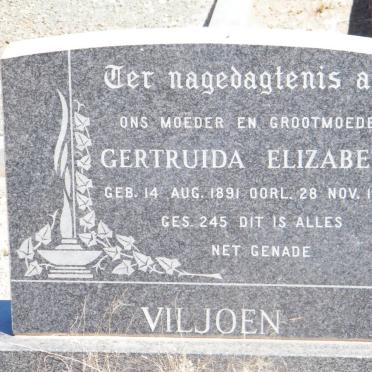 Ter nagedagtenis a
ONS MOEDER EN GROOTMOEDE
GERTRUIDA ELIZABE
GEB. 14 AUG. 1891 OORL. 28 NOV. 1
GES. 245 DIT IS ALLES
NET GENADE
VILJOEN